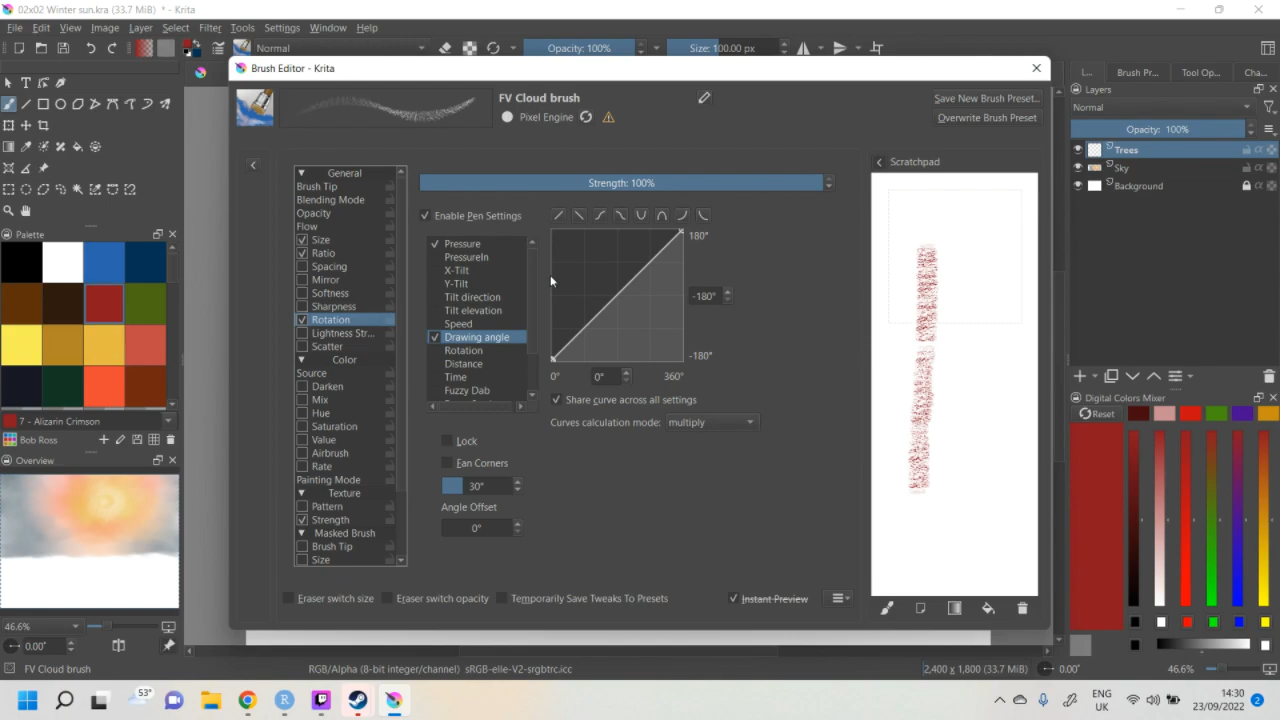 02x02 Winter sun.kra (33.7 MiB) * - Krita
File Edit View Image Layer Select Filter Tools Settings Window Help
Normal Opacity: 100% Size: 100.00 px
Brush Editor - Krita
L... Brush Pr... Tool Op... Cha...
FV Cloud brush
Pixel Engine
Save New Brush Preset...
Overwrite Brush Preset
Layers
Normal
Opacity: 100%
Trees
Sky
Background
Palette
7 - Alizarin Crimson
Bob Ross
Overview
46.6%
0.00°
General
Brush Tip
Blending Mode
Opacity
Flow
Size
Ratio
Spacing
Mirror
Softness
Sharpness
Rotation
Lightness Str...
Scatter
Color
Source
Darken
Mix
Hue
Saturation
Value
Airbrush
Rate
Painting Mode
Texture
Pattern
Strength
Masked Brush
Brush Tip
Size
Strength: 100%
Enable Pen Settings
Pressure
PressureIn
X-Tilt
Y-Tilt
Tilt direction
Tilt elevation
Speed
Drawing angle
Rotation
Distance
Time
Fuzzy Dab
180°
-180°
-180°
0° 0° 360°
Share curve across all settings
Curves calculation mode: multiply
Lock
Fan Corners
30°
Angle Offset
0°
Scratchpad
Eraser switch size Eraser switch opacity Temporarily Save Tweaks To Presets Instant Preview
Digital Colors Mixer
Reset
FV Cloud brush
RGB/Alpha (8-bit integer/channel) sRGB-elle-V2-srgbtrc.icc
2,400 x 1,800 (33.7 MiB) 0.00° 46.6%
53°
ENG
UK
14:30
23/09/2022
2